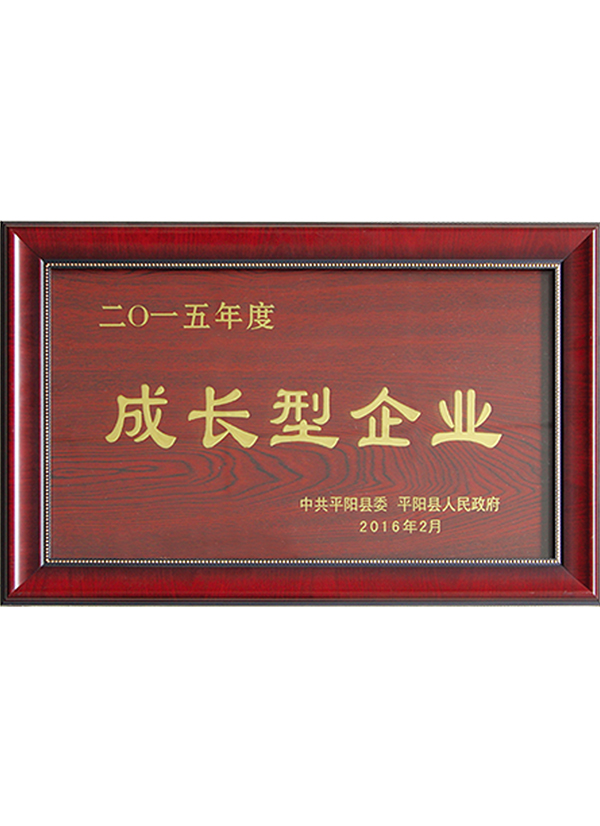 二〇一五年度
成长型企业
中共平阳县委 平阳县人民政府
2016年2月